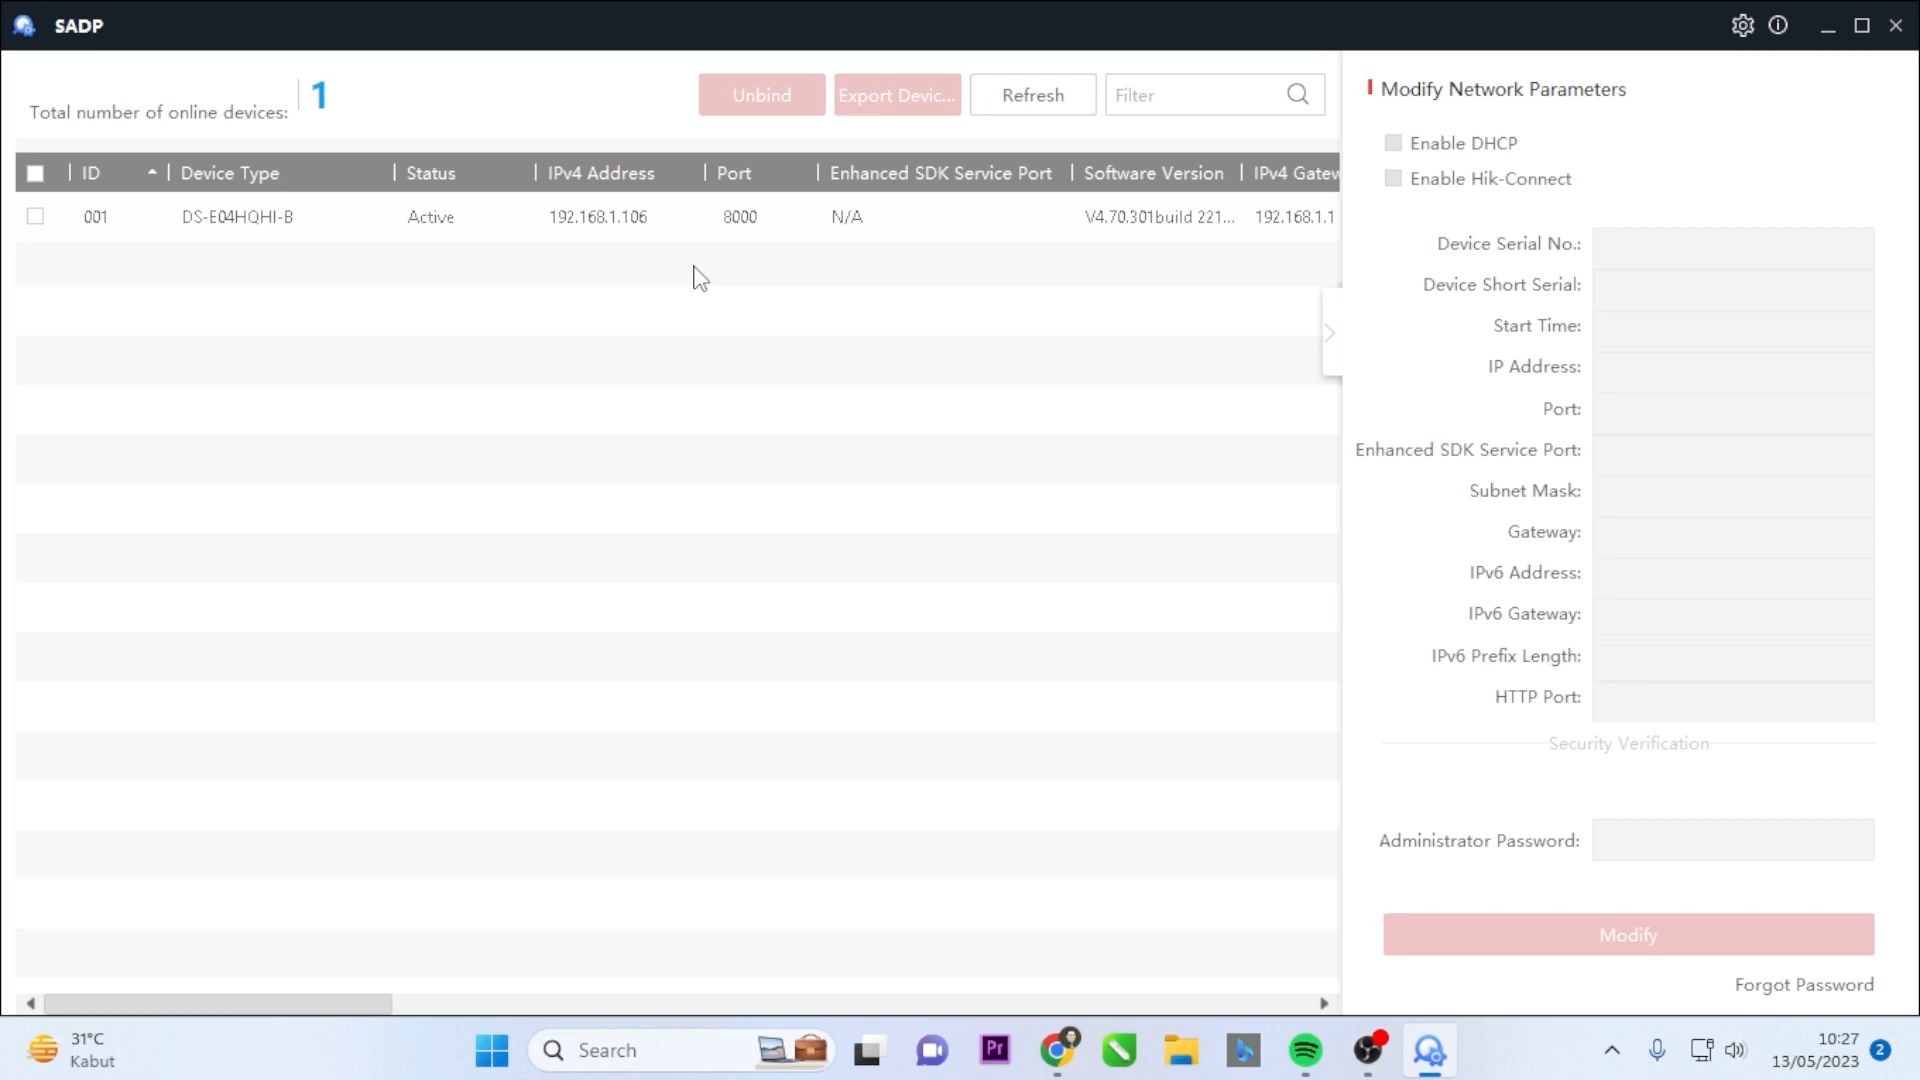 SADP
Total number of online devices: 1
Unbind
Export Devic...
Refresh
Filter
ID Device Type Status IPv4 Address Port Enhanced SDK Service Port Software Version IPv4 Gatew
001 DS-E04HQHI-B Active 192.168.1.106 8000 N/A V4.70.301build 221... 192.168.1.1
Modify Network Parameters
Enable DHCP
Enable Hik-Connect
Device Serial No.:
Device Short Serial:
Start Time:
IP Address:
Port:
Enhanced SDK Service Port:
Subnet Mask:
Gateway:
IPv6 Address:
IPv6 Gateway:
IPv6 Prefix Length:
HTTP Port:
Security Verification
Administrator Password:
Modify
Forgot Password
31°C
Kabut
Search
Pr
10:27
13/05/2023
2